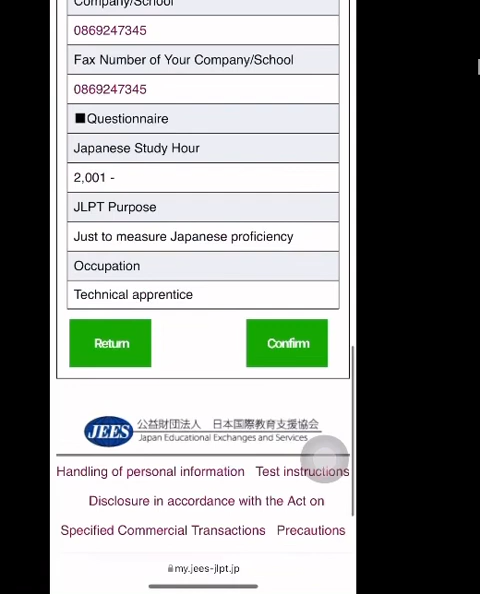 Company/School
0869247345
Fax Number of Your Company/School
0869247345
■Questionnaire
Japanese Study Hour
2,001 -
JLPT Purpose
Just to measure Japanese proficiency
Occupation
Technical apprentice
Return Confirm
JEES 公益財団法人 日本国際教育支援協会
Japan Educational Exchanges and Services
Handling of personal information Test instructions
Disclosure in accordance with the Act on
Specified Commercial Transactions Precautions
my.jees-jlpt.jp